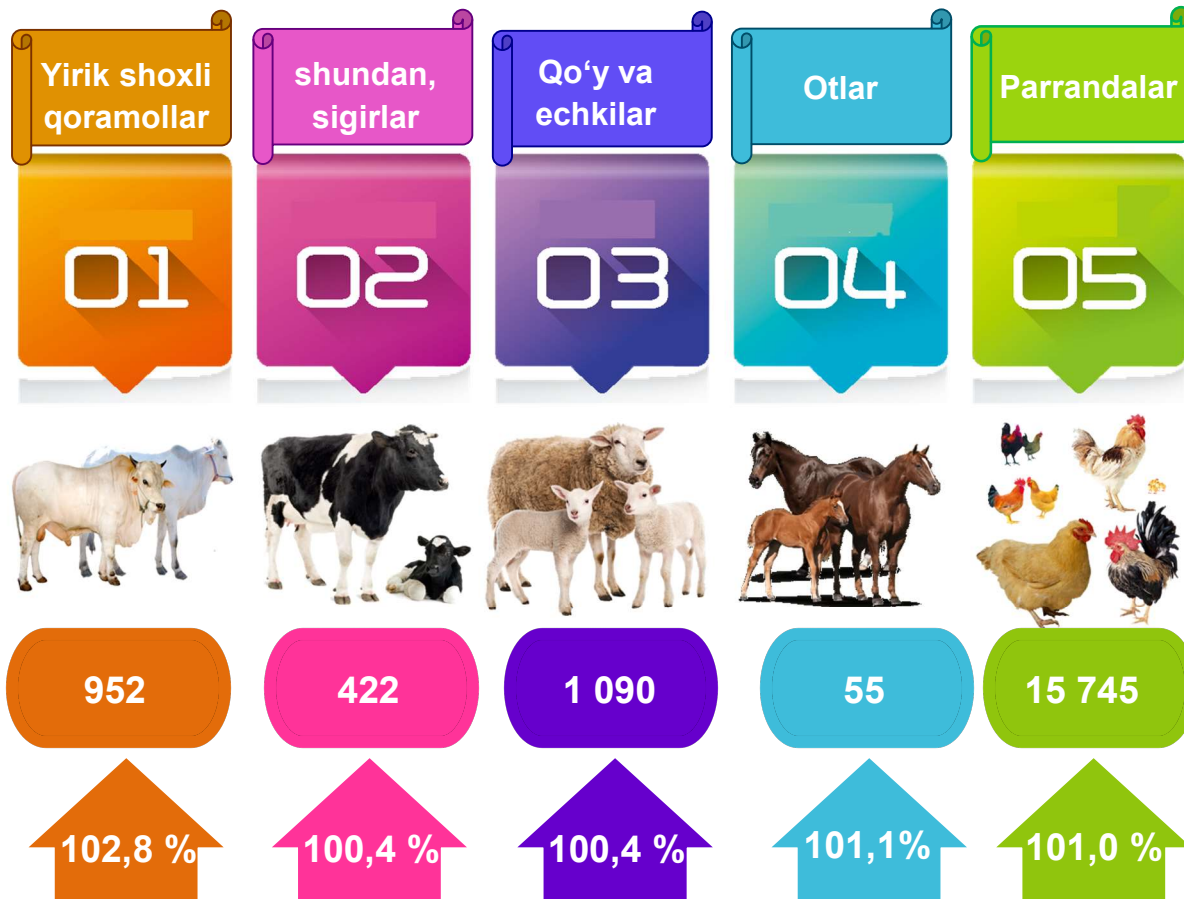 Yirik shoxli
qoramollar
shundan,
sigirlar
Qo‘y va
echkilar
Otlar
Parrandalar
01
02
03
04
05
952
422
1 090
55
15 745
102,8 %
100,4 %
100,4 %
101,1%
101,0 %